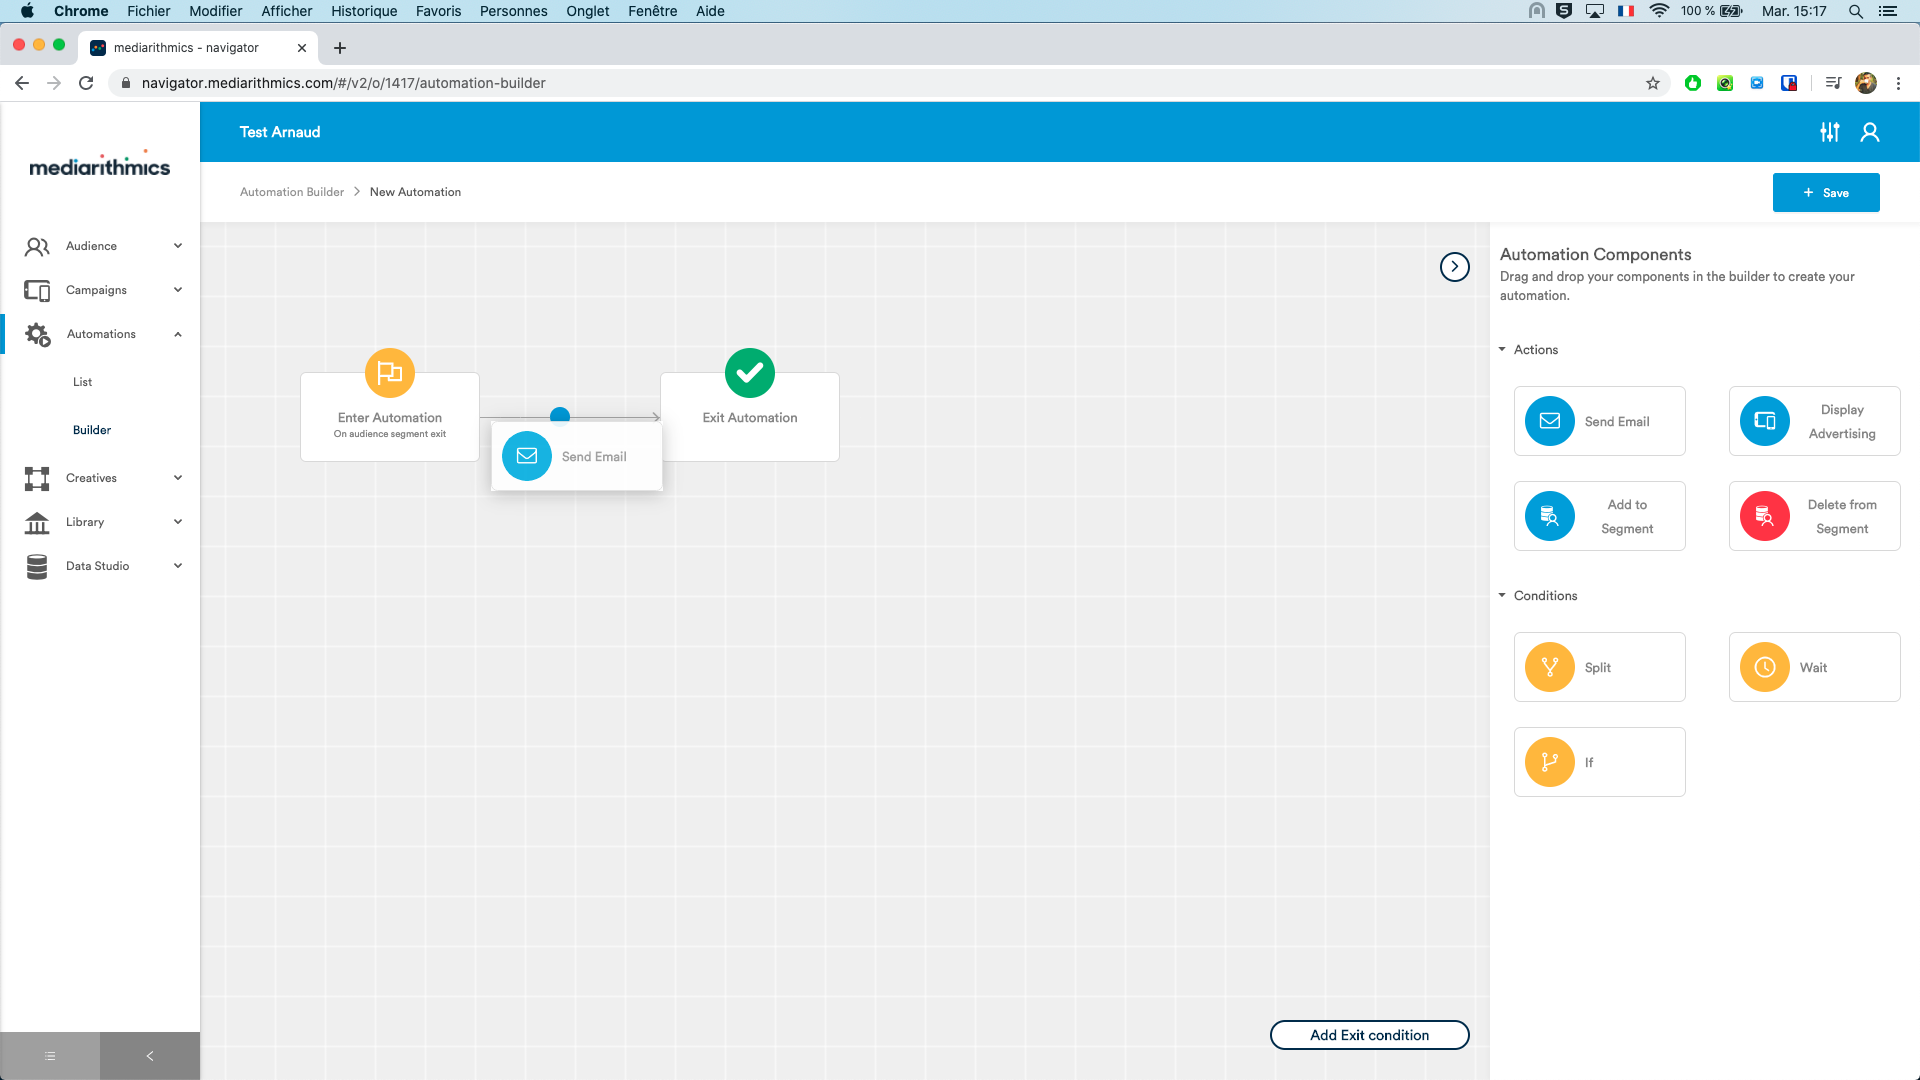 Chrome Fichier Modifier Afficher Historique Favoris Personnes Onglet Fenêtre Aide 100 % Mar. 15:17
mediarithmics - navigator
navigator.mediarithmics.com/#/v2/o/1417/automation-builder
mediarithmics
Test Arnaud
Automation Builder > New Automation
+ Save
Audience
Campaigns
Automations
List
Builder
Creatives
Library
Data Studio
Enter Automation
On audience segment exit
Send Email
Exit Automation
Add Exit condition
Automation Components
Drag and drop your components in the builder to create your
automation.
Actions
Send Email
Display
Advertising
Add to
Segment
Delete from
Segment
Conditions
Split
Wait
If